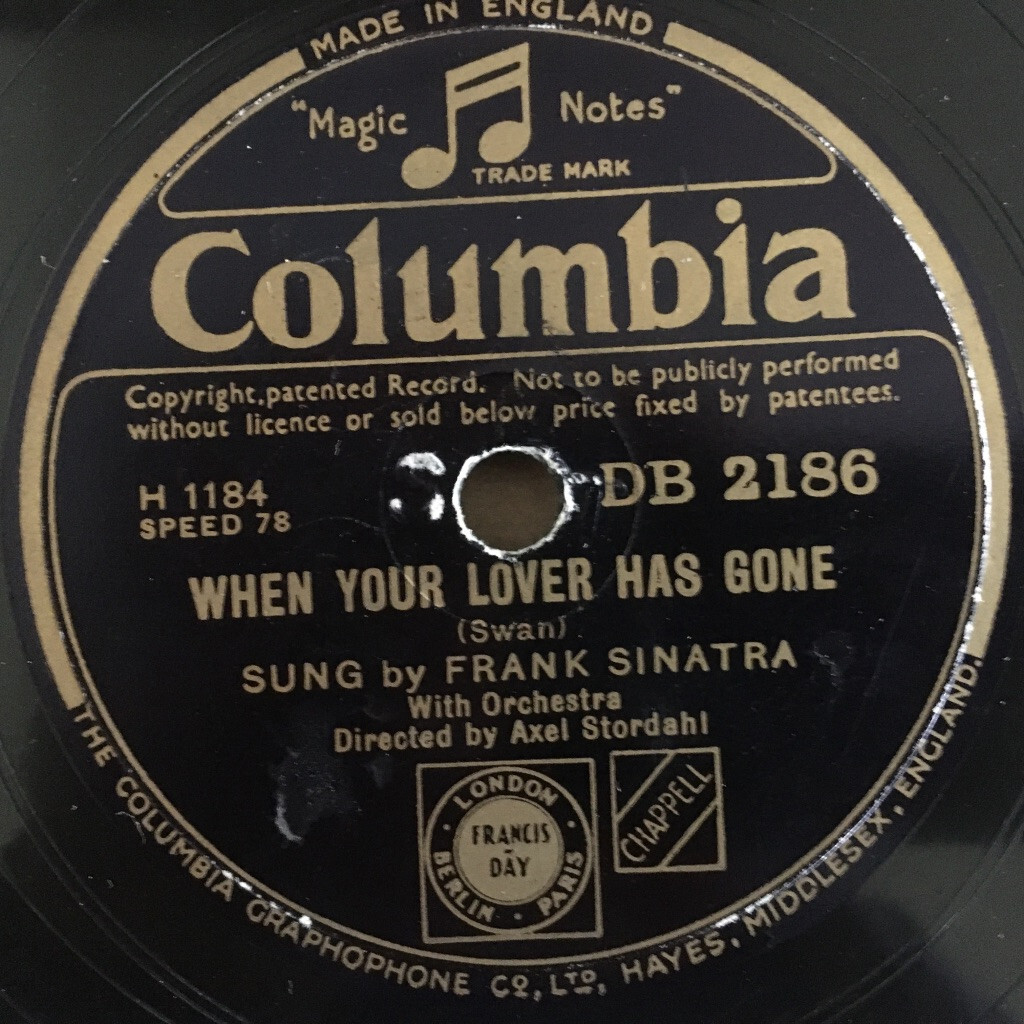 MADE IN ENGLAND
"Magic Notes"
TRADE MARK
Columbia
Copyright, patented Record. Not to be publicly performed
without licence or sold below price fixed by patentees.
H 1184
SPEED 78
DB 2186
WHEN YOUR LOVER HAS GONE
(Swan)
SUNG by FRANK SINATRA
With Orchestra
Directed by Axel Stordahl
LONDON
FRANCIS
-
DAY
BERLIN · PARIS
CHAPPELL
THE COLUMBIA GRAPHOPHONE CO, LTD, HAYES, MIDDLESEX, ENGLAND.